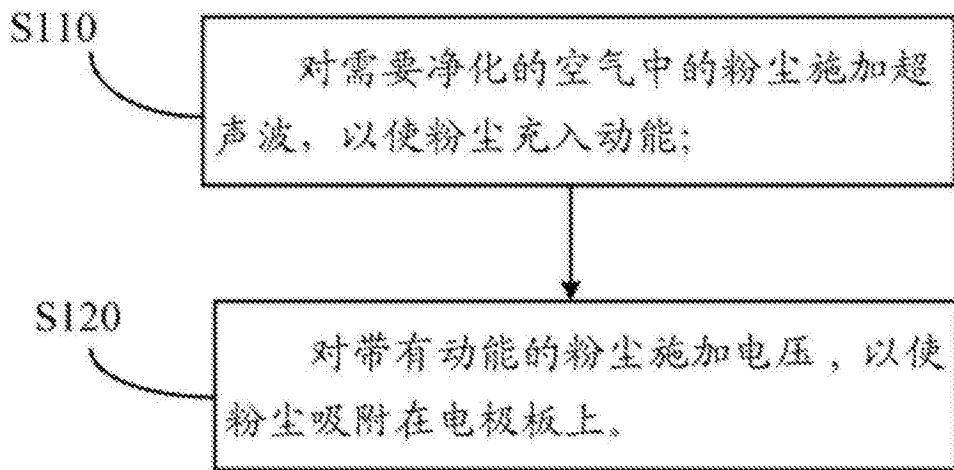 S110
对需要净化的空气中的粉尘施加超
声波，以使粉尘充入动能；
S120
对带有动能的粉尘施加电压，以使
粉尘吸附在电极板上。